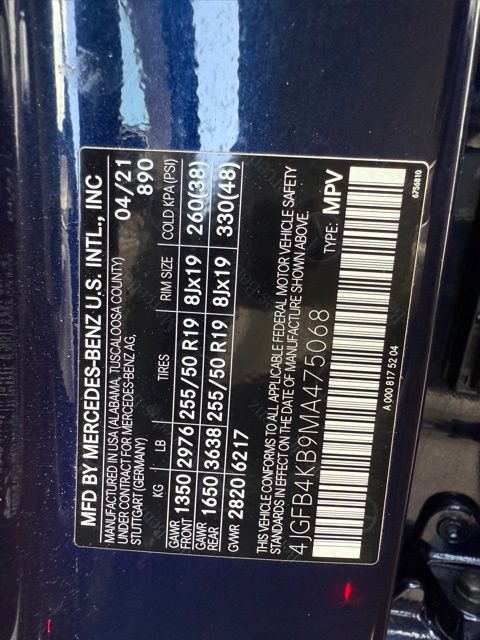 MFD BY MERCEDES-BENZ U.S. INTL., INC
MANUFACTURED IN USA (ALABAMA, TUSCALOOSA COUNTY) 04/21
UNDER CONTRACT FOR MERCEDES-BENZ AG, 890
STUTTGART (GERMANY)
KG LB TIRES RIM SIZE COLD KPA(PSI)
GAWR FRONT 1350 2976 255/50 R19 8JX19 260(38)
GAWR REAR 1650 3638 255/50 R19 8JX19 330(48)
GVWR 2820 6217
THIS VEHICLE CONFORMS TO ALL APPLICABLE FEDERAL MOTOR VEHICLE SAFETY
STANDARDS IN EFFECT ON THE DATE OF MANUFACTURE SHOWN ABOVE.
4JGFB4KB9MA475068 TYPE: MPV
A 000 817 52 04 6756810